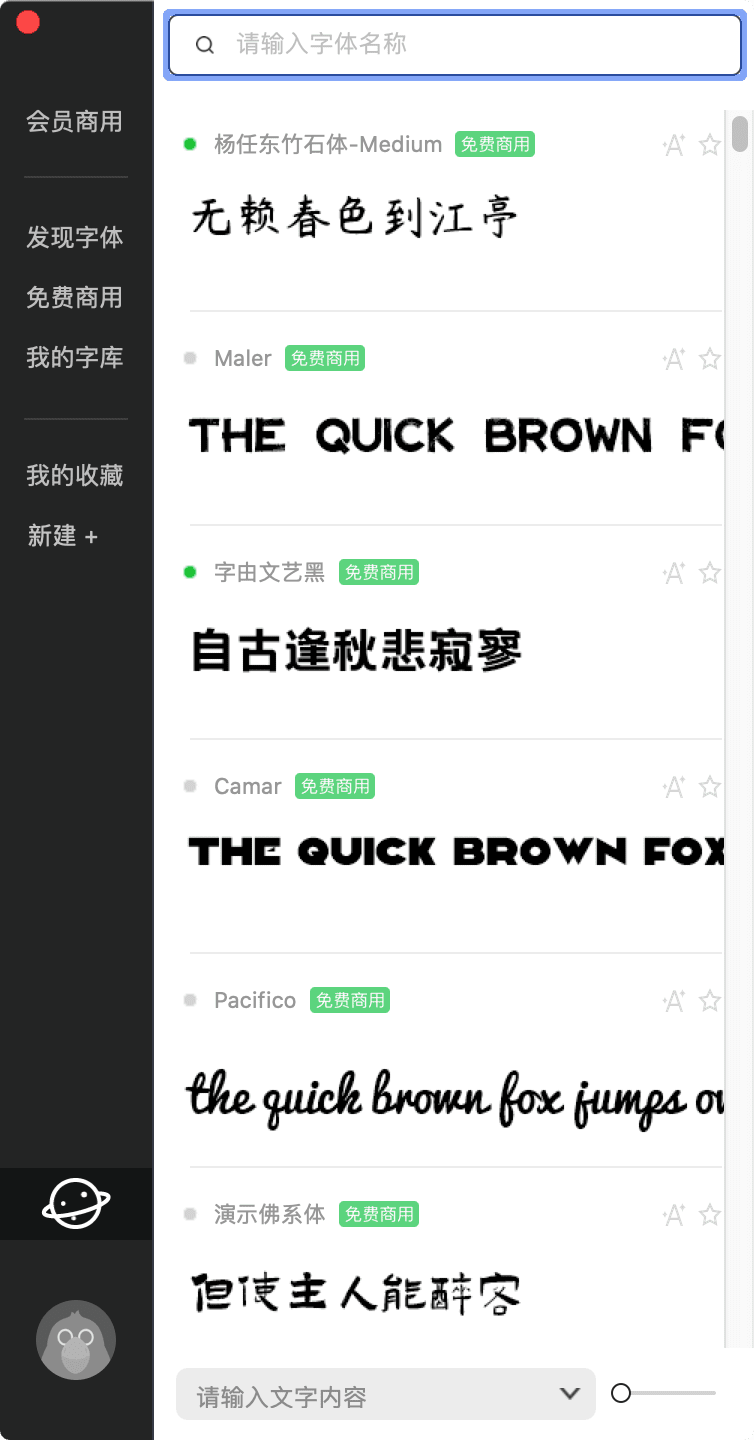 请输入字体名称
会员商用
发现字体
免费商用
我的字库
我的收藏
新建 +
杨任东竹石体-Medium 免费商用
无赖春色到江亭
Maler 免费商用
THE QUICK BROWN FO
字由文艺黑 免费商用
自古逢秋悲寂寥
Camar 免费商用
THE QUICK BROWN FOX
Pacifico 免费商用
the quick brown fox jumps ov
演示佛系体 免费商用
但使主人能醉客
请输入文字内容